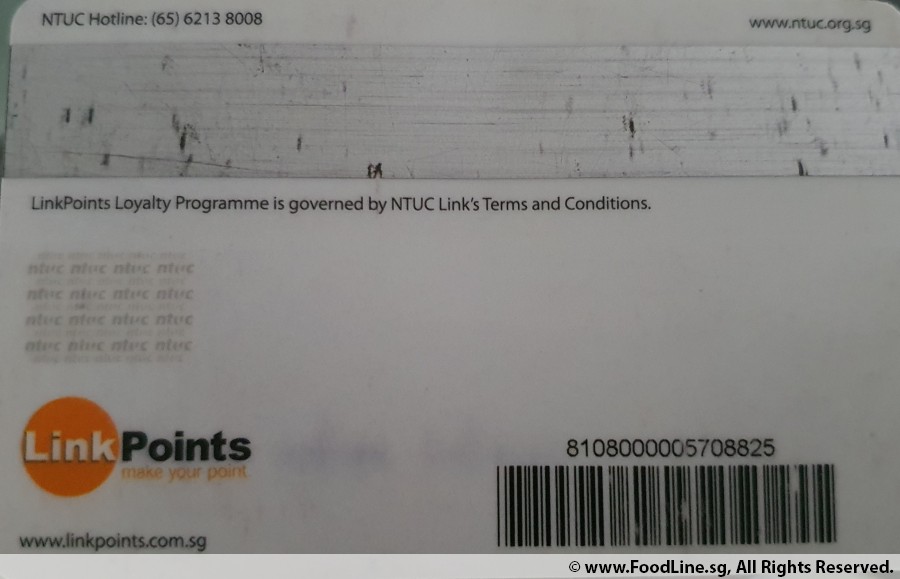 NTUC Hotline: (65) 6213 8008
www.ntuc.org.sg
LinkPoints Loyalty Programme is governed by NTUC Link's Terms and Conditions.
ntuc ntuc ntuc ntuc
ntuc ntuc ntuc ntuc
ntuc ntuc ntuc ntuc
ntuc ntuc ntuc ntuc
LinkPoints
make your point
8108000005708825
www.linkpoints.com.sg
© www.FoodLine.sg, All Rights Reserved.